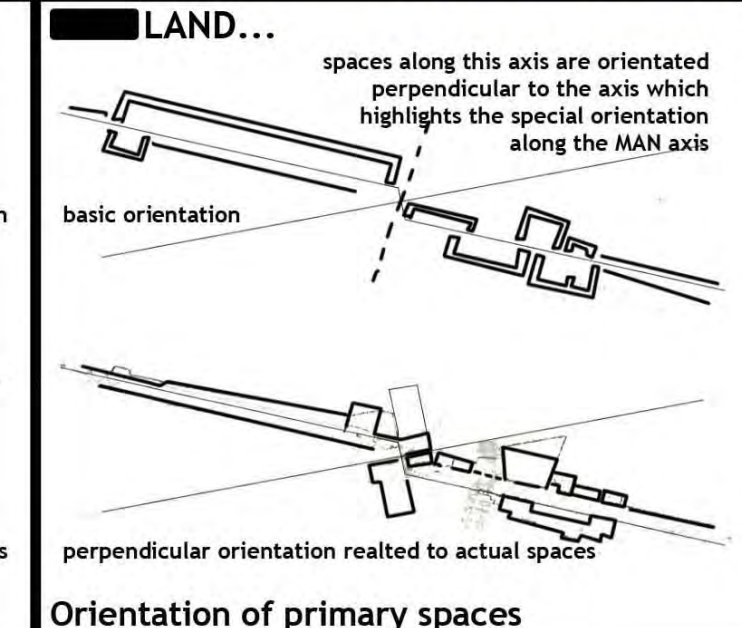 LAND...
spaces along this axis are orientated
perpendicular to the axis which
highlights the special orientation
along the MAN axis
n
basic orientation
s
perpendicular orientation realted to actual spaces
Orientation of primary spaces